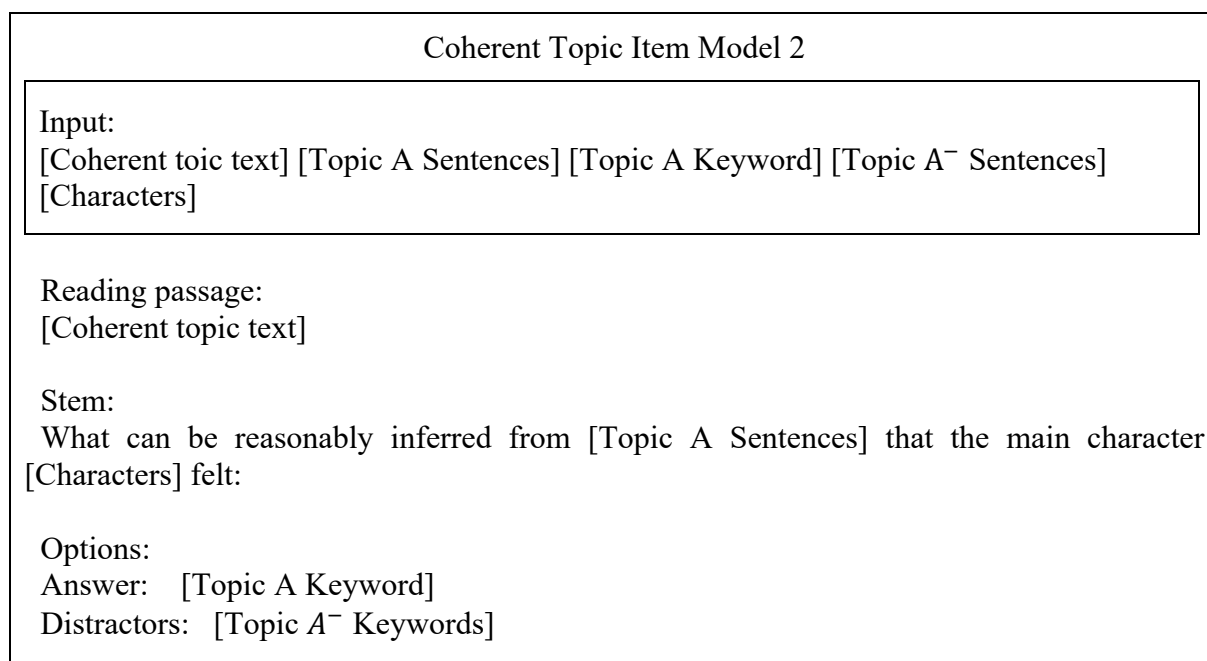 Coherent Topic Item Model 2
Input:
[Coherent toic text] [Topic A Sentences] [Topic A Keyword] [Topic A⁻ Sentences]
[Characters]
Reading passage:
[Coherent topic text]
Stem:
What can be reasonably inferred from [Topic A Sentences] that the main character
[Characters] felt:
Options:
Answer: [Topic A Keyword]
Distractors: [Topic A⁻ Keywords]